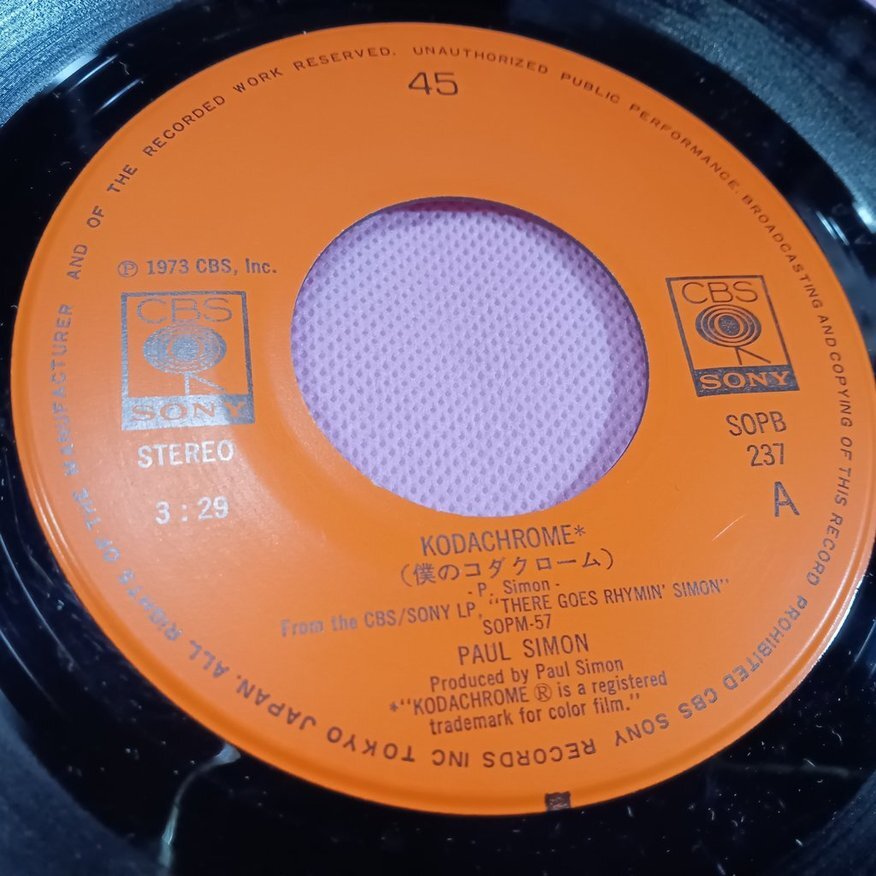 45
℗ 1973 CBS, Inc.
CBS
SONY
STEREO
3:29
CBS
SONY
SOPB
237
A
KODACHROME*
(僕のコダクローム)
- P. Simon -
From the CBS/SONY LP, "THERE GOES RHYMIN' SIMON"
SOPM-57
PAUL SIMON
Produced by Paul Simon
*"KODACHROME ® is a registered
trademark for color film."
ALL RIGHTS OF THE MANUFACTURER AND OF THE RECORDED WORK RESERVED. UNAUTHORIZED PUBLIC PERFORMANCE. BROADCASTING AND COPYING OF THIS RECORD PROHIBITED CBS SONY RECORDS INC TOKYO JAPAN.